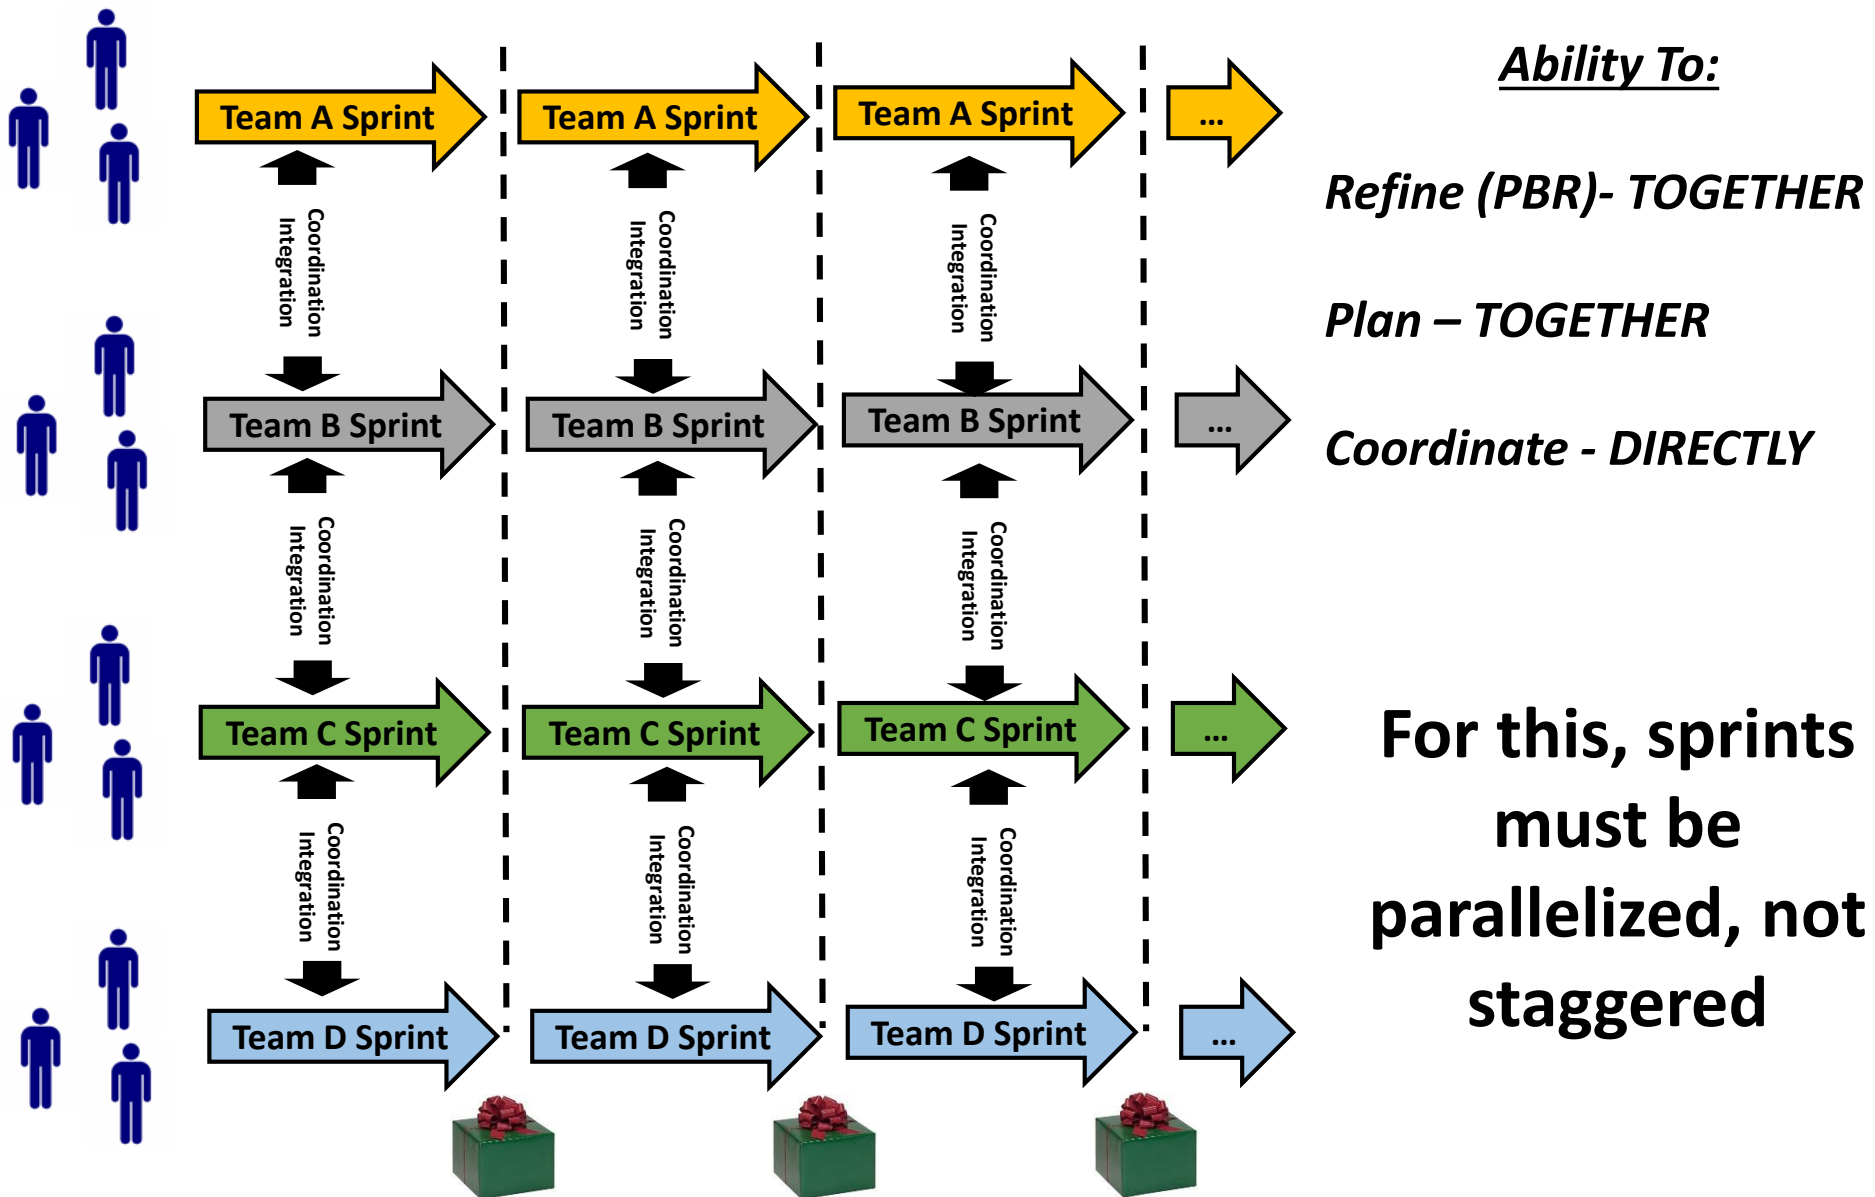 Ability To:
Team A Sprint
Team A Sprint
Team A Sprint
...
Refine (PBR)- TOGETHER
Coordination
Integration
Coordination
Integration
Coordination
Integration
Plan – TOGETHER
Team B Sprint
Team B Sprint
Team B Sprint
...
Coordinate - DIRECTLY
Coordination
Integration
Coordination
Integration
Coordination
Integration
Team C Sprint
Team C Sprint
Team C Sprint
...
For this, sprints
must be
parallelized, not
staggered
Coordination
Integration
Coordination
Integration
Coordination
Integration
Team D Sprint
Team D Sprint
Team D Sprint
...